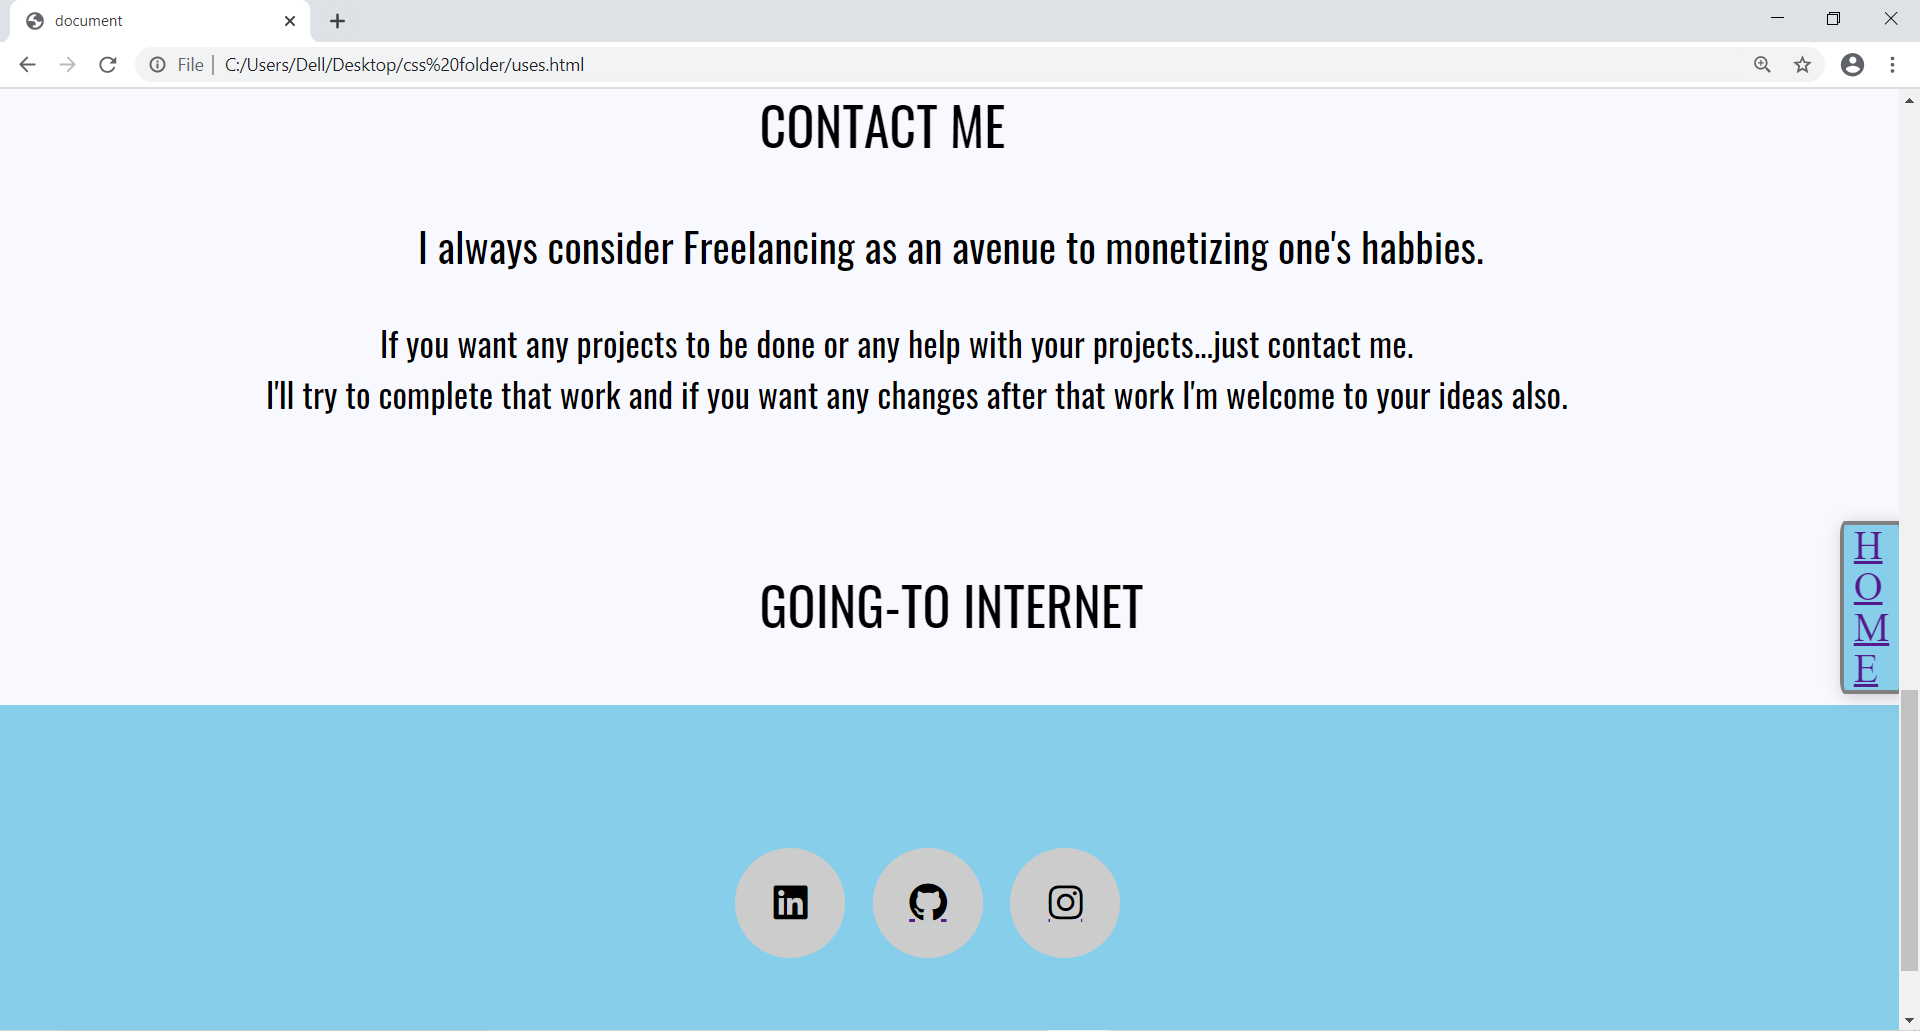 document
File | C:/Users/Dell/Desktop/css%20folder/uses.html
CONTACT ME
I always consider Freelancing as an avenue to monetizing one's habbies.
If you want any projects to be done or any help with your projects...just contact me.
I'll try to complete that work and if you want any changes after that work I'm welcome to your ideas also.
H
O
M
E
GOING-TO INTERNET
in